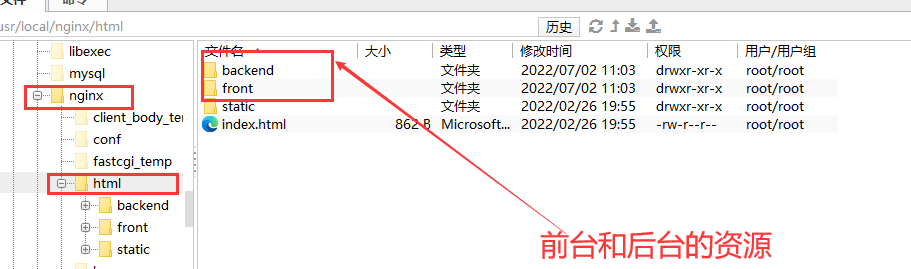 文件 命令
usr/local/nginx/html 历史
libexec
mysql
nginx
client_body_ter
conf
fastcgi_temp
html
backend
front
static
文件名 大小 类型 修改时间 权限 用户/用户组
backend 文件夹 2022/07/02 11:03 drwxr-xr-x root/root
front 文件夹 2022/07/02 11:03 drwxr-xr-x root/root
static 文件夹 2022/02/26 19:55 drwxr-xr-x root/root
index.html 862 B Microsoft... 2022/02/26 19:55 -rw-r--r-- root/root
前台和后台的资源